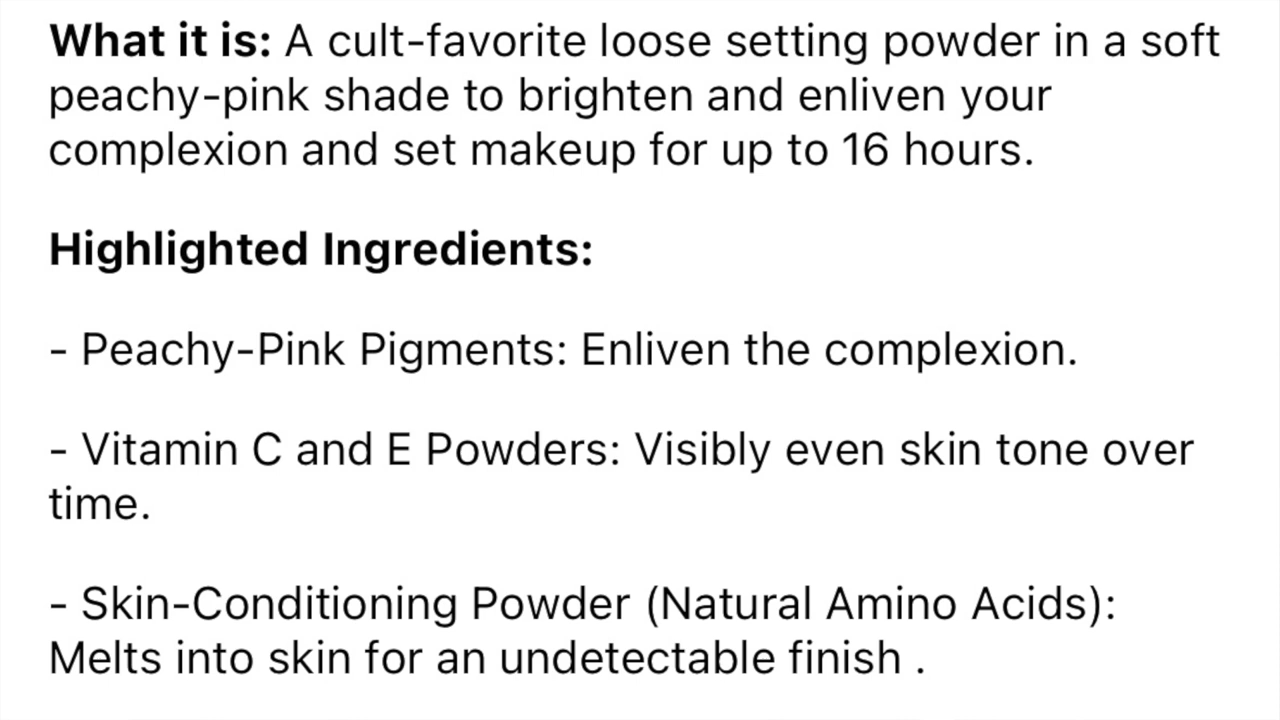 What it is: A cult-favorite loose setting powder in a soft
peachy-pink shade to brighten and enliven your
complexion and set makeup for up to 16 hours.
Highlighted Ingredients:
- Peachy-Pink Pigments: Enliven the complexion.
- Vitamin C and E Powders: Visibly even skin tone over
time.
- Skin-Conditioning Powder (Natural Amino Acids):
Melts into skin for an undetectable finish .